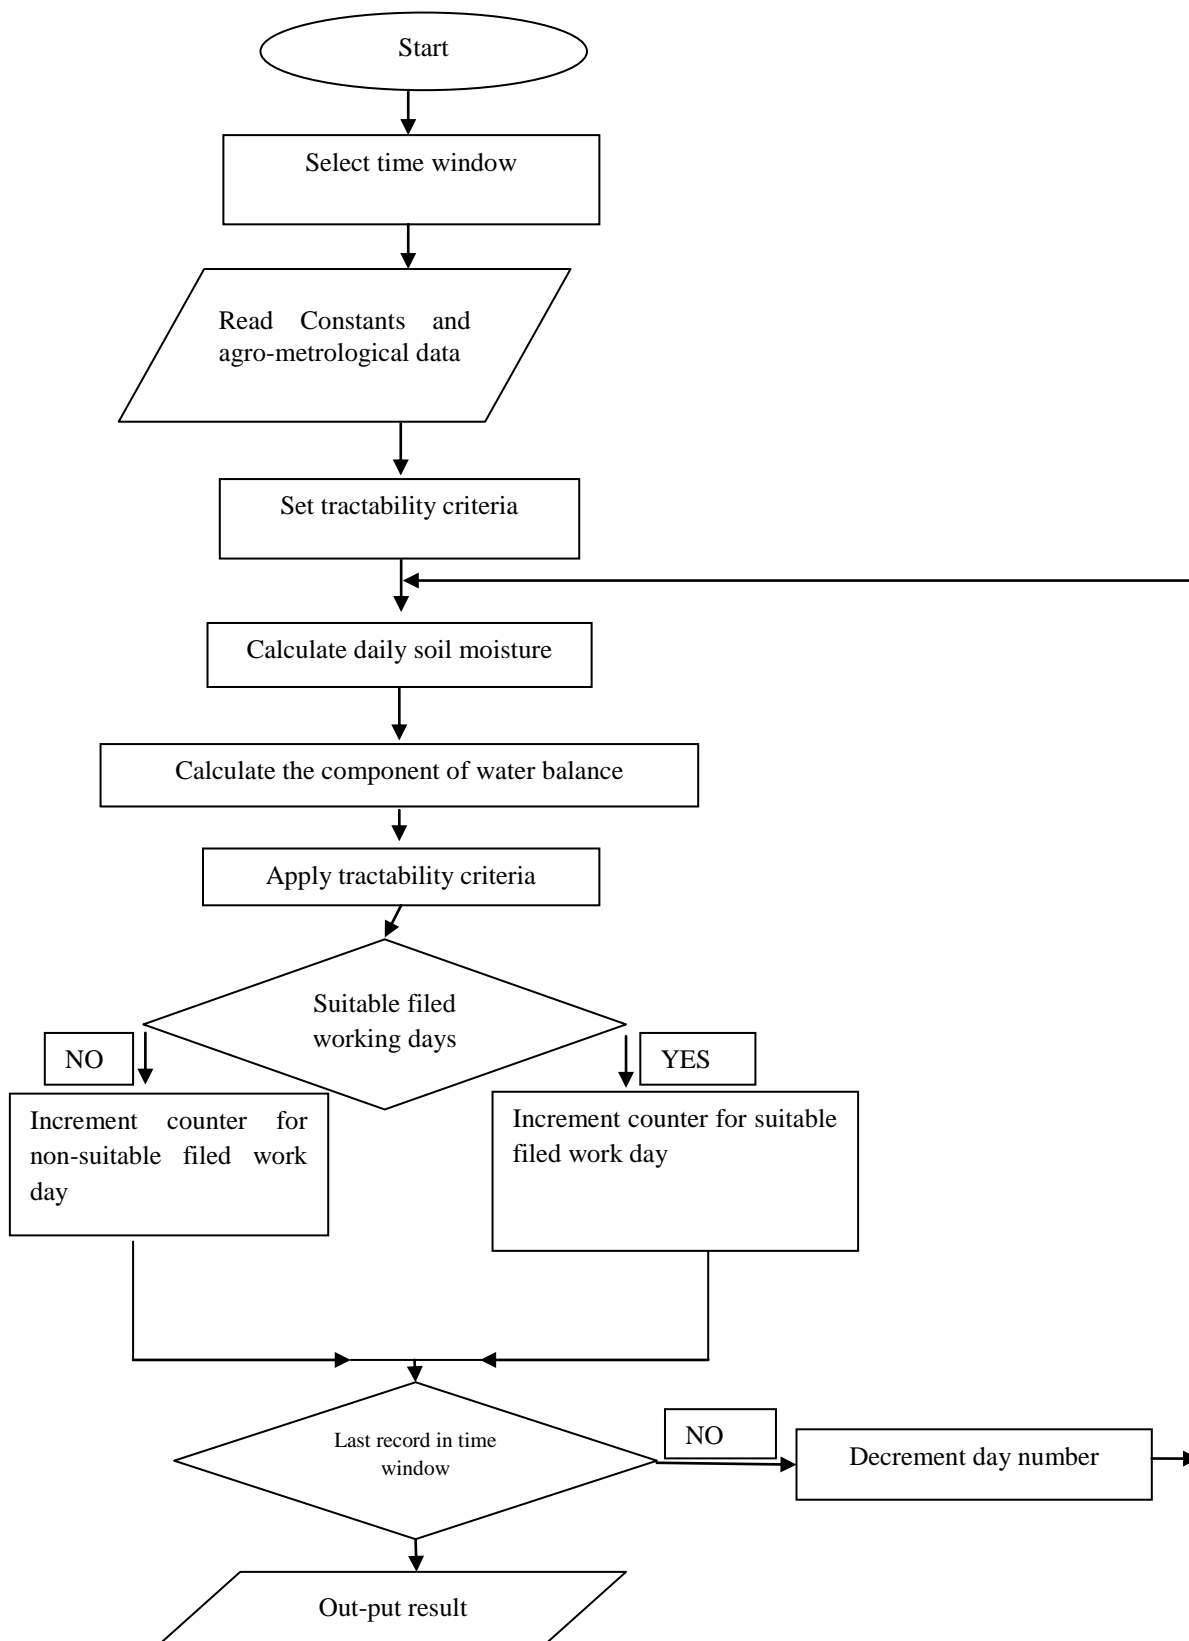 Start
Select time window
Read Constants and
agro-metrological data
Set tractability criteria
Calculate daily soil moisture
Calculate the component of water balance
Apply tractability criteria
Suitable filed
working days
NO
YES
Increment counter for
non-suitable filed work
day
Increment counter for suitable
filed work day
Last record in time
window
NO
Decrement day number
Out-put result